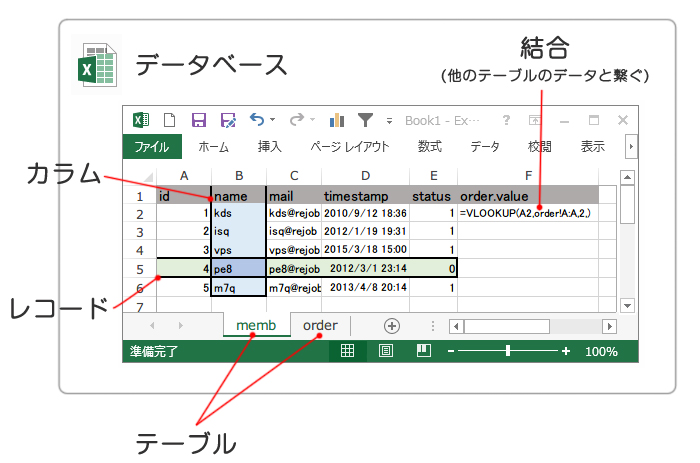 データベース
結合
(他のテーブルのデータと繋ぐ)
Book1 - Ex…
ファイル ホーム 挿入 ページ レイアウト 数式 データ 校閲 表示
カラム
A B C D E F
1 id name mail timestamp status order.value
2 1 kds kds@rejob 2010/9/12 18:36 1 =VLOOKUP(A2,order!A:A,2,)
3 2 isq isq@rejob 2012/1/19 19:31 1
4 3 vps vps@rejob 2015/3/18 15:00 1
5 4 pe8 pe8@rejob 2012/3/1 23:14 0
6 5 m7q m7q@rejob 2013/4/8 20:14 1
7
レコード
memb order
準備完了 100%
テーブル